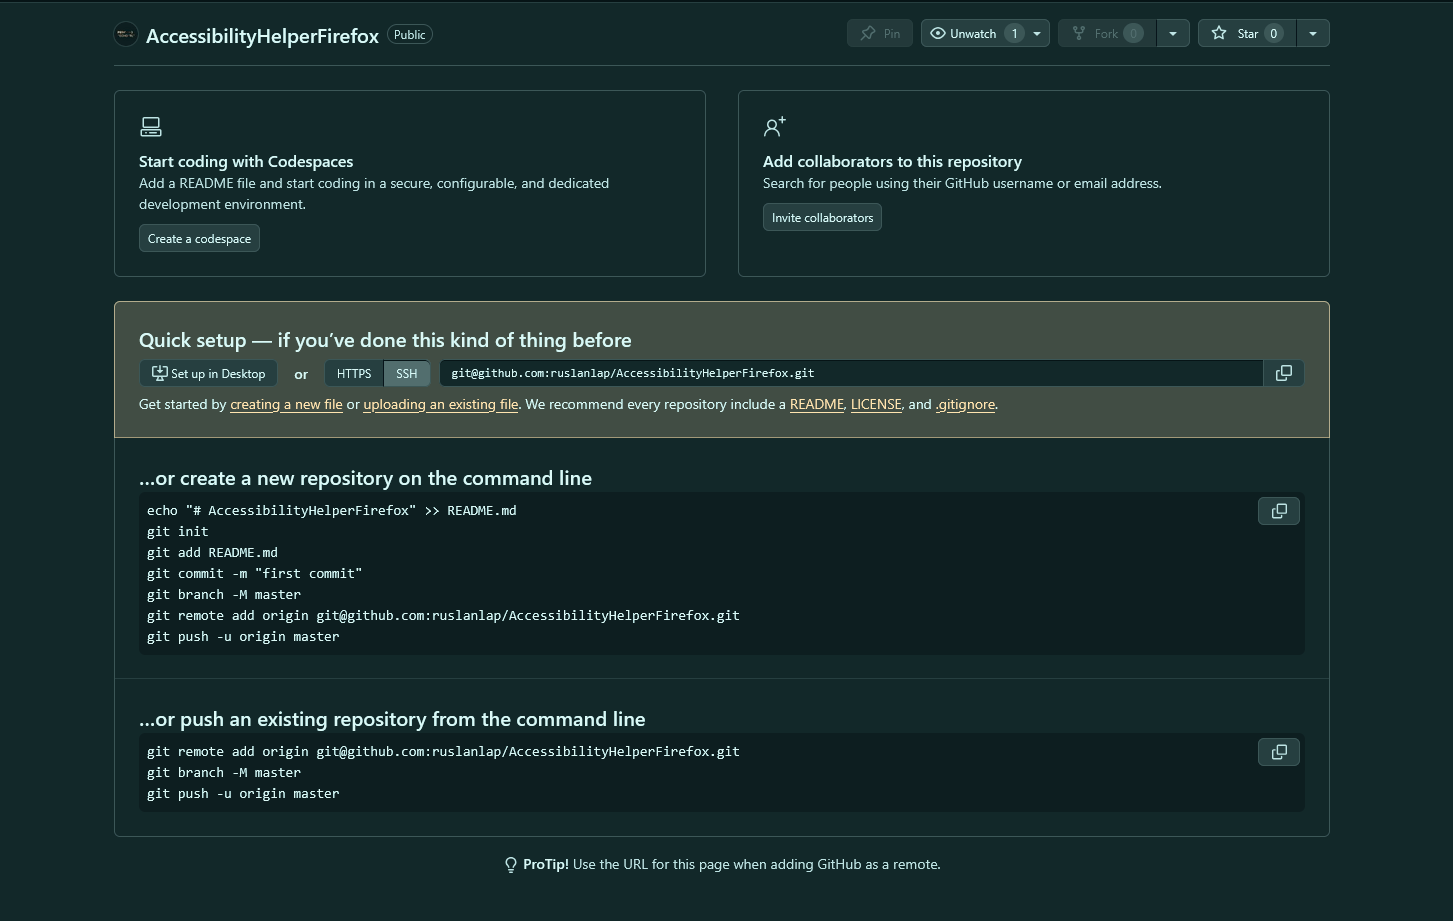 AccessibilityHelperFirefox Public
Pin Unwatch 1 Fork 0 Star 0
Start coding with Codespaces
Add a README file and start coding in a secure, configurable, and dedicated
development environment.
Create a codespace
Add collaborators to this repository
Search for people using their GitHub username or email address.
Invite collaborators
Quick setup — if you’ve done this kind of thing before
Set up in Desktop or HTTPS SSH git@github.com:ruslanlap/AccessibilityHelperFirefox.git
Get started by creating a new file or uploading an existing file. We recommend every repository include a README, LICENSE, and .gitignore.
…or create a new repository on the command line
echo "# AccessibilityHelperFirefox" >> README.md
git init
git add README.md
git commit -m "first commit"
git branch -M master
git remote add origin git@github.com:ruslanlap/AccessibilityHelperFirefox.git
git push -u origin master
…or push an existing repository from the command line
git remote add origin git@github.com:ruslanlap/AccessibilityHelperFirefox.git
git branch -M master
git push -u origin master
ProTip! Use the URL for this page when adding GitHub as a remote.